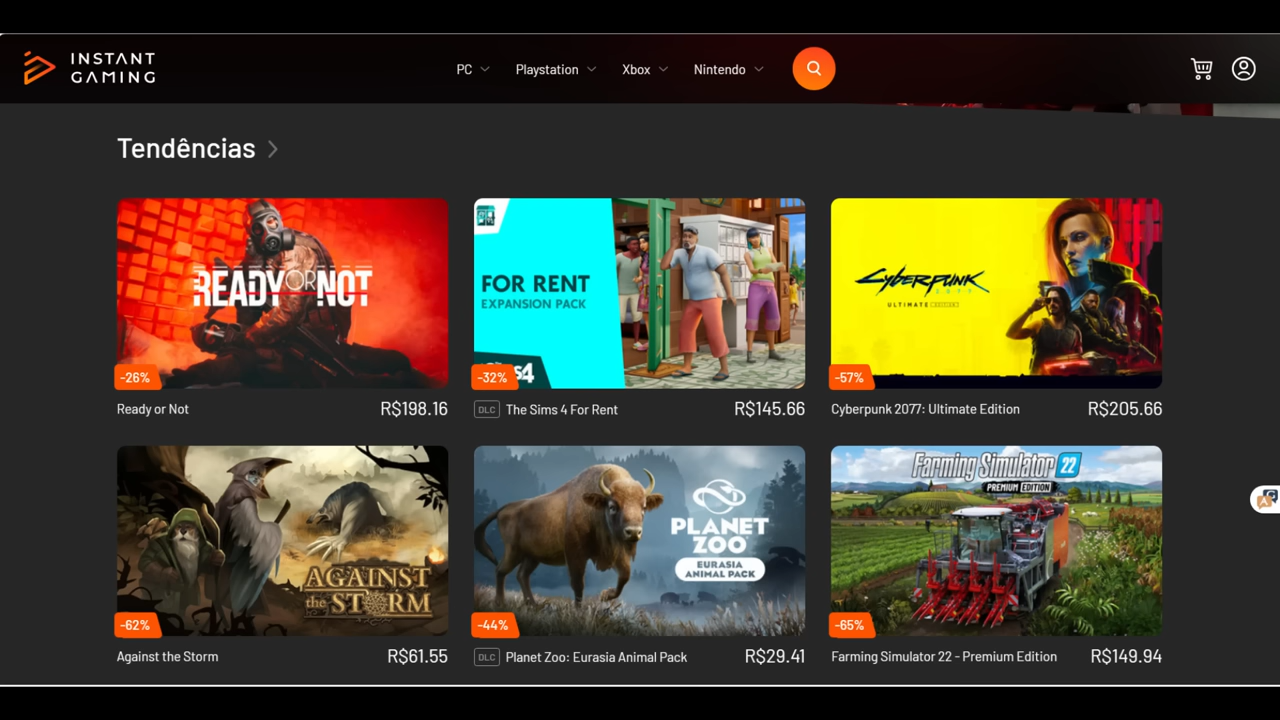 INSTANT
GAMING
PC
Playstation
Xbox
Nintendo
Tendências
READY OR NOT
-26%
Ready or Not
R$198.16
FOR RENT
EXPANSION PACK
-32%
DLC
The Sims 4 For Rent
R$145.66
Cyberpunk
2077
ULTIMATE EDITION
-57%
Cyberpunk 2077: Ultimate Edition
R$205.66
AGAINST
the STORM
-62%
Against the Storm
R$61.55
PLANET
ZOO
EURASIA
ANIMAL PACK
-44%
DLC
Planet Zoo: Eurasia Animal Pack
R$29.41
Farming Simulator 22
PREMIUM EDITION
-65%
Farming Simulator 22 - Premium Edition
R$149.94